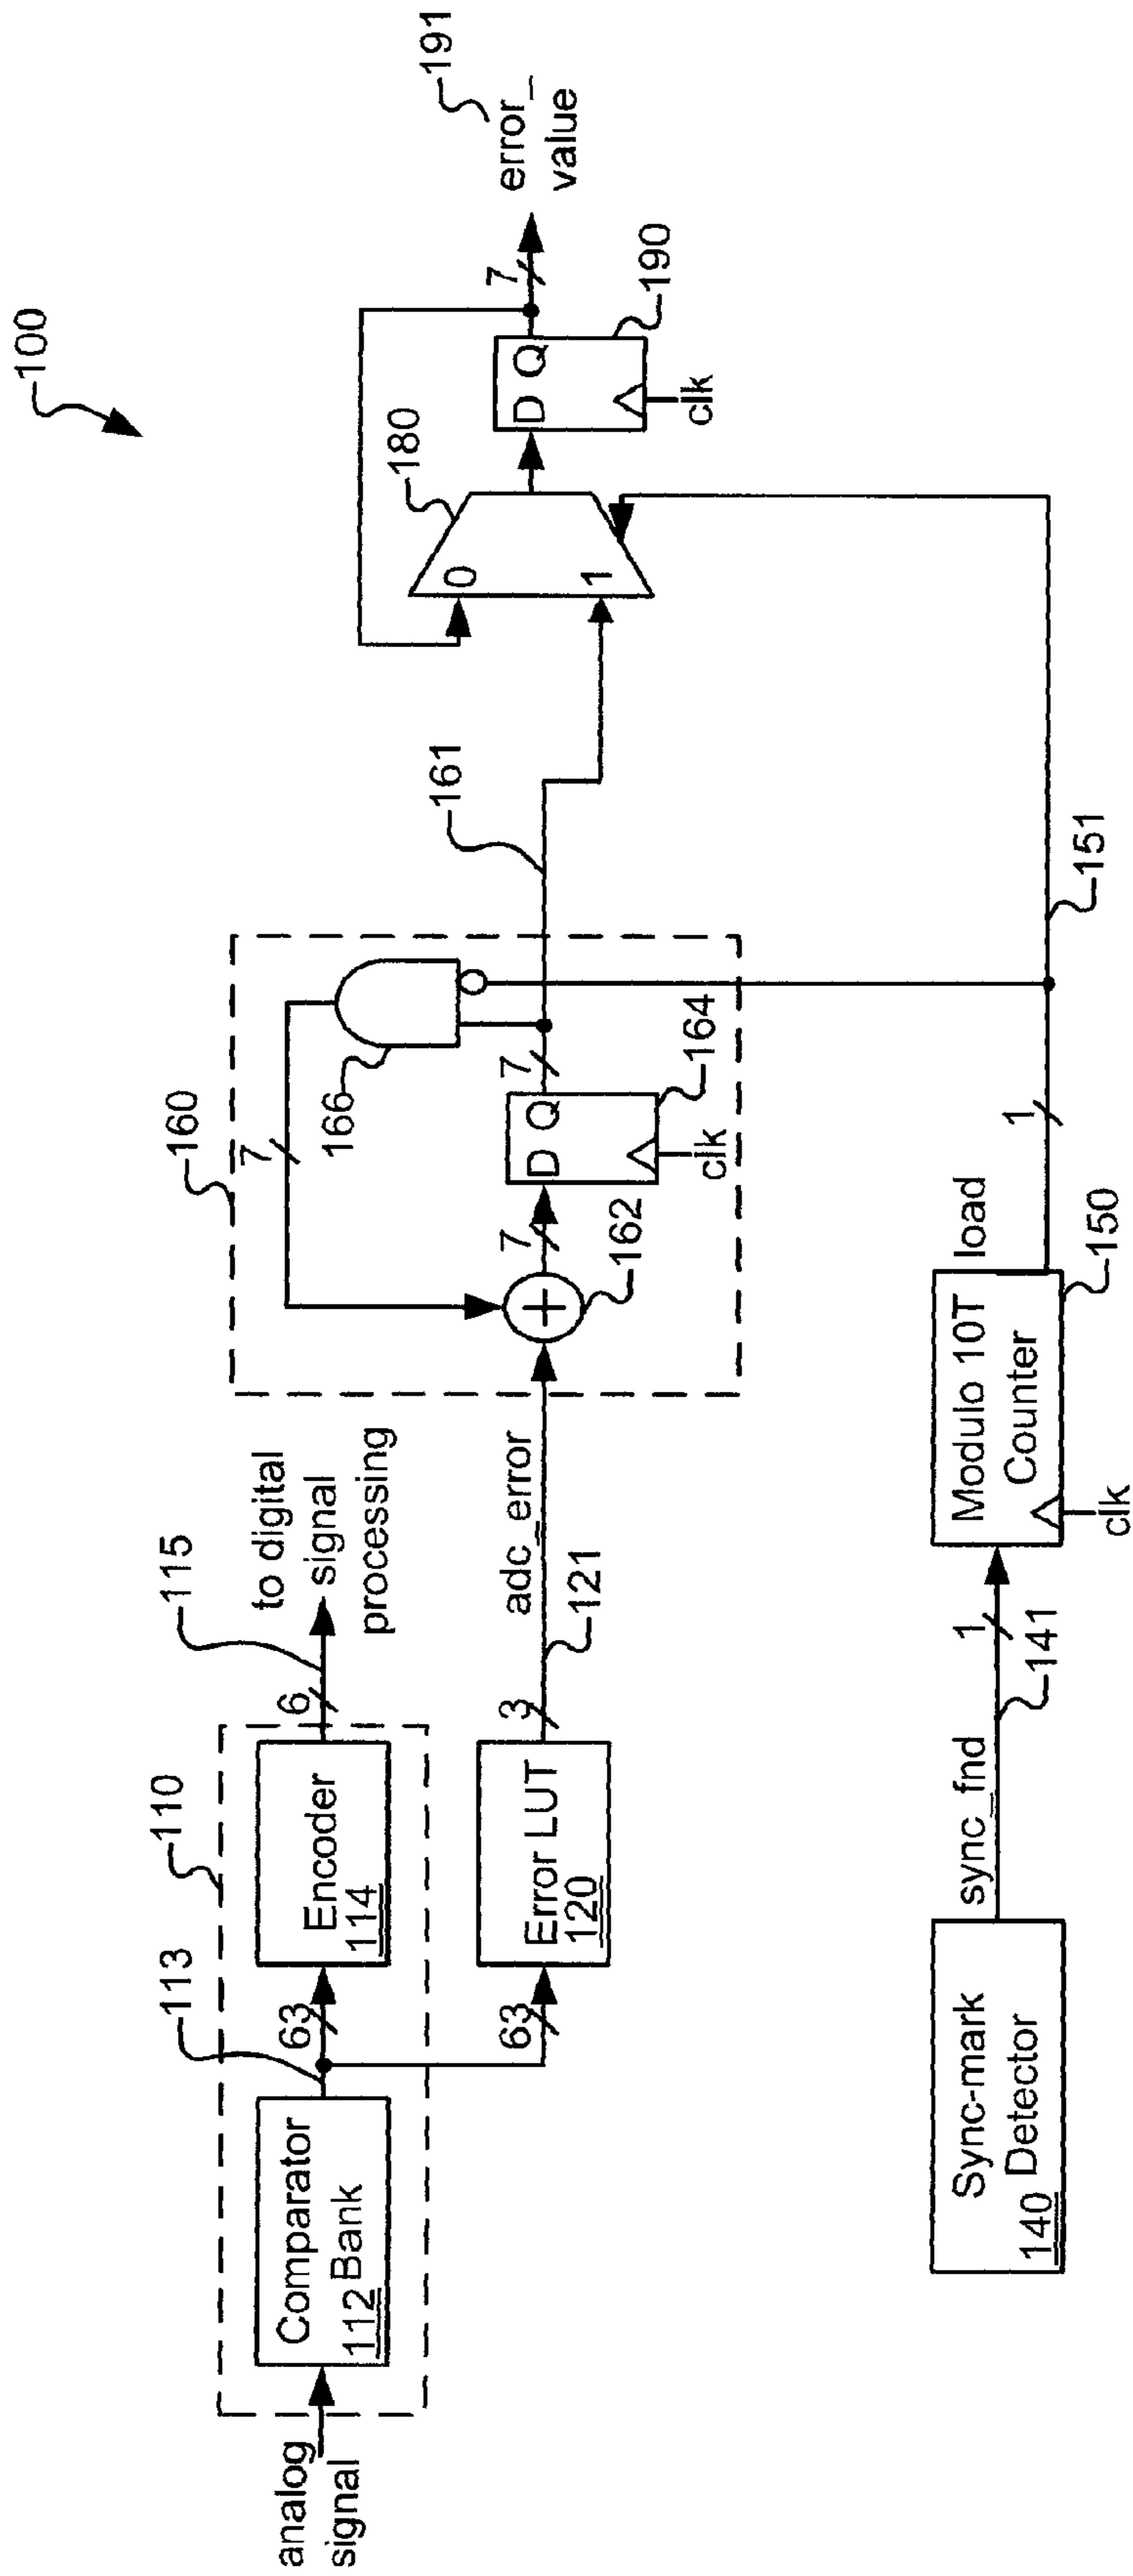 100
analog
signal
110
113
115
Comparator
112 Bank
63
Encoder
114
6
to digital
signal
processing
63
Error LUT
120
3
121
adc_error
160
7
166
162
7
D Q
clk
7
164
161
180
0
1
D Q
clk
190
7
191
error_
value
Sync-mark
Detector
140
sync_fnd
1
141
Modulo 10T
Counter
clk
150
load
1
151